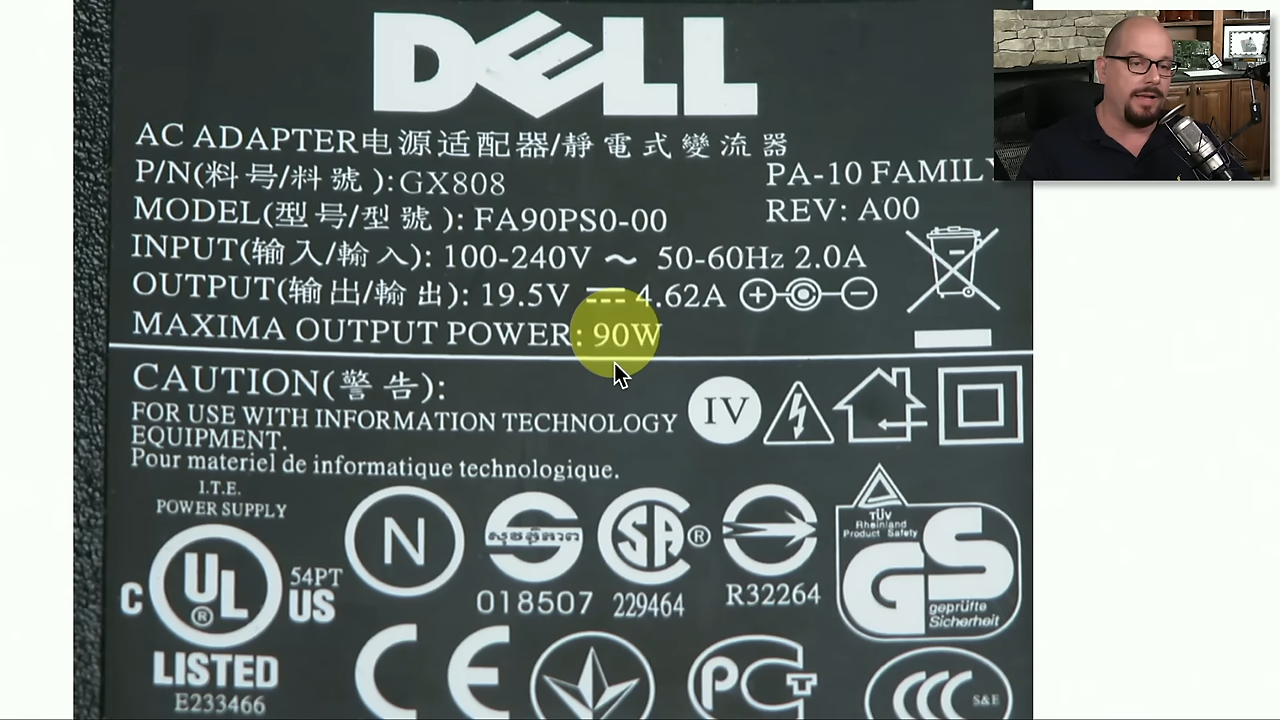 DELL
AC ADAPTER电源适配器/靜電式變流器
P/N(料号/料號):GX808
PA-10 FAMILY
MODEL(型号/型號): FA90PS0-00
REV: A00
INPUT(输入/輸入): 100-240V ~ 50-60Hz 2.0A
OUTPUT(输出/輸出): 19.5V ⎓ 4.62A
MAXIMA OUTPUT POWER: 90W
CAUTION(警告):
FOR USE WITH INFORMATION TECHNOLOGY
EQUIPMENT.
Pour materiel de informatique technologique.
IV
I.T.E.
POWER SUPPLY
C UL ® US
54PT
LISTED
E233466
N
018507
SA ®
229464
R32264
TÜV
Rheinland
Product Safety
GS
geprüfte
Sicherheit
CE
PCT
CCC
S&E